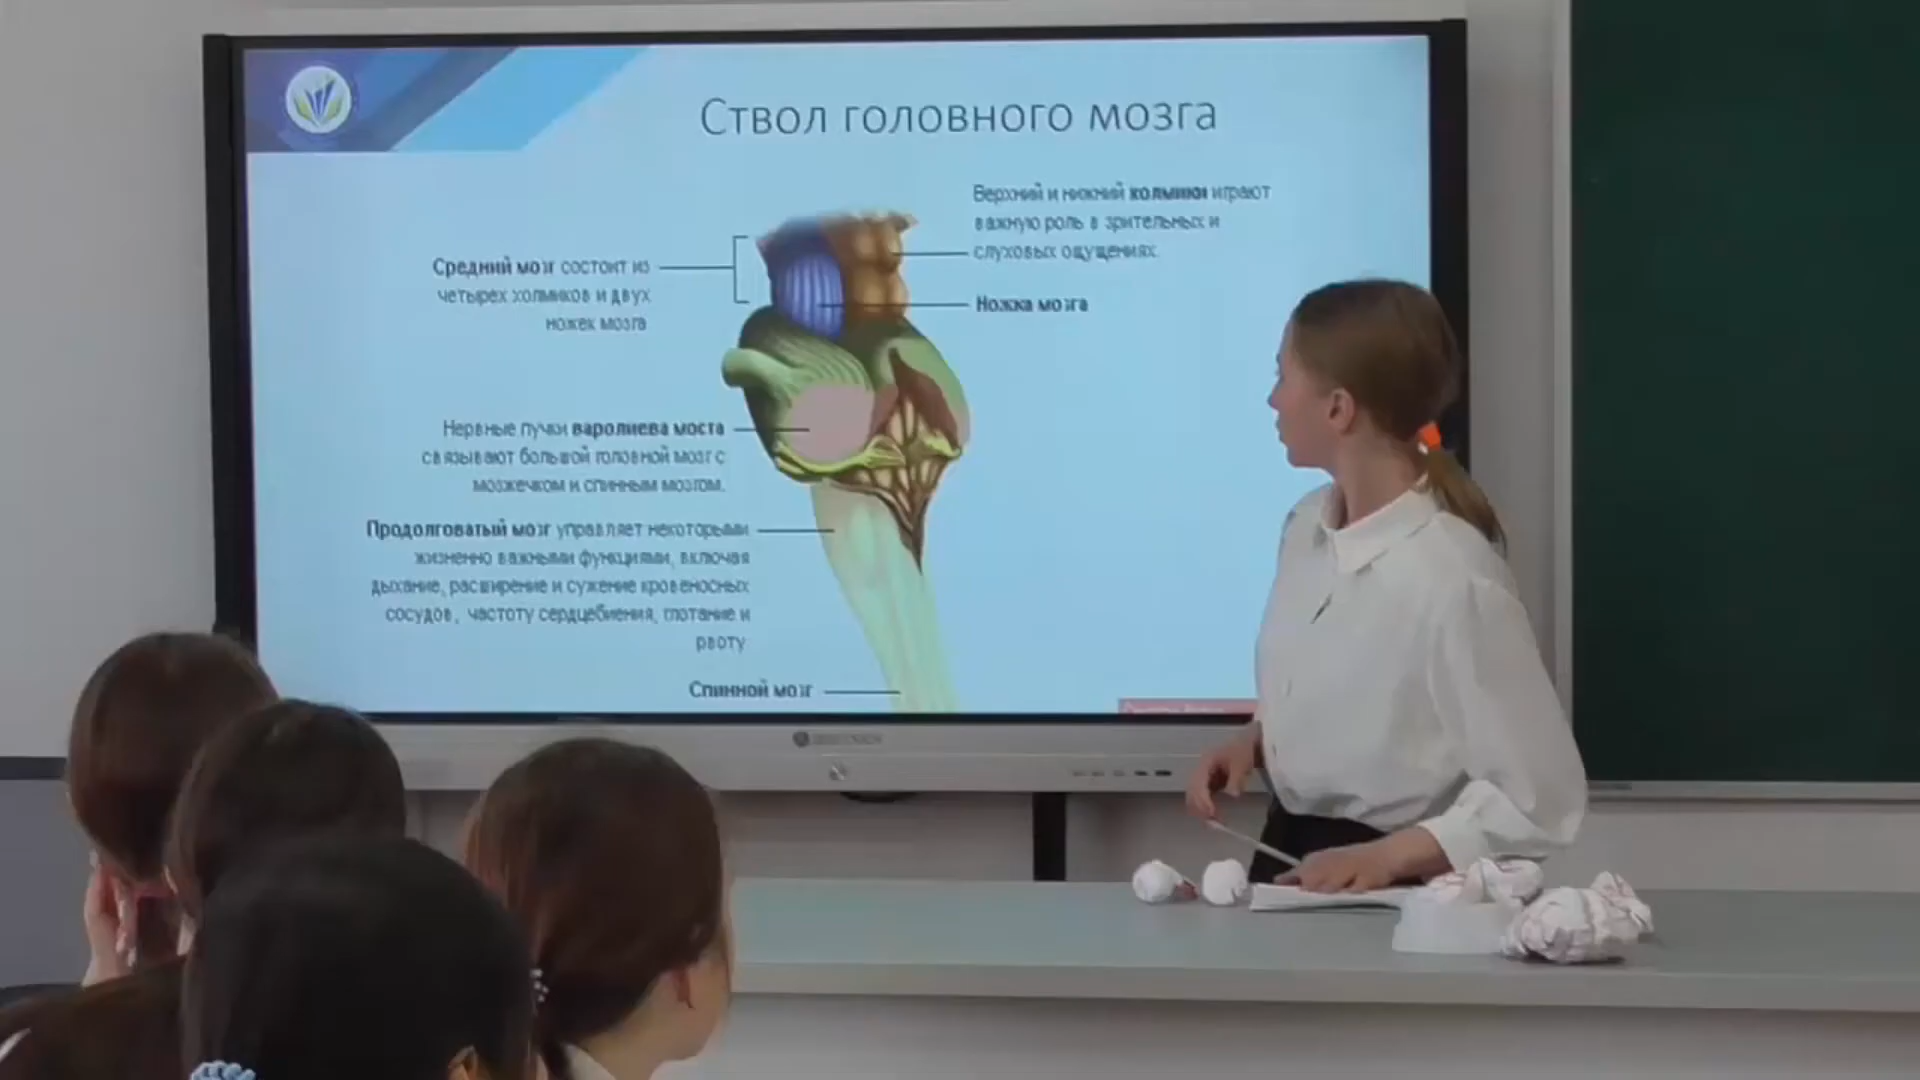 Ствол головного мозга
Верхний и нижний колмики играют
важную роль в зрительных и
слуховых ощущениях.
Средний мозг состоит из
четырех холмиков и двух
ножек мозга
Ножка мозга
Нервные пучки варолиева моста
связывают большой головной мозг с
мозжечком и спинным мозгом.
Продолговатый мозг управляет некоторыми
жизненно важными функциями, включая
дыхание, расширение и сужение кровеносных
сосудов, частоту сердцебиения, глотание и
рвоту
Спинной мозг